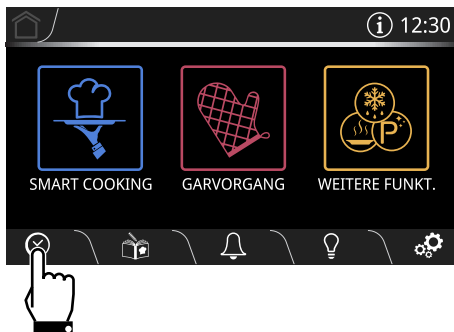 12:30
SMART COOKING
GARVORGANG
WEITERE FUNKT.
P